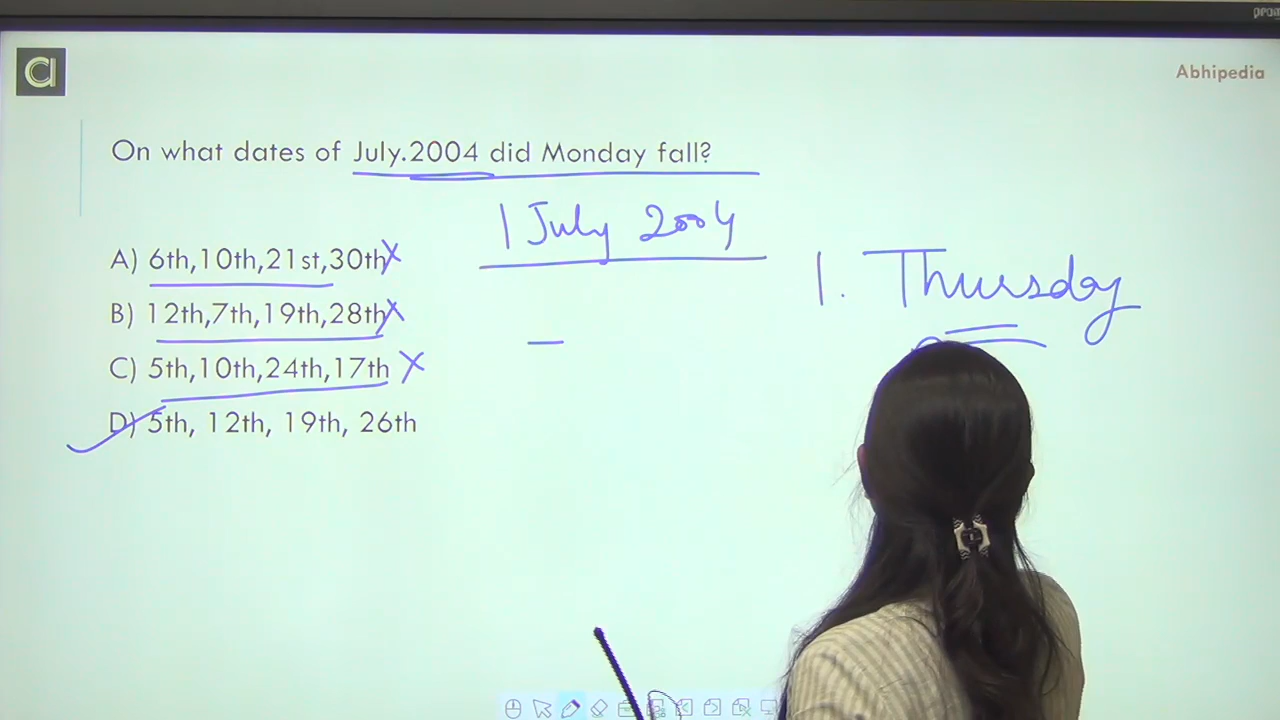 Abhipedia
On what dates of July.2004 did Monday fall?
1 July 2004
A) 6th,10th,21st,30th
B) 12th,7th,19th,28th
C) 5th,10th,24th,17th
D) 5th, 12th, 19th, 26th
1. Thursday